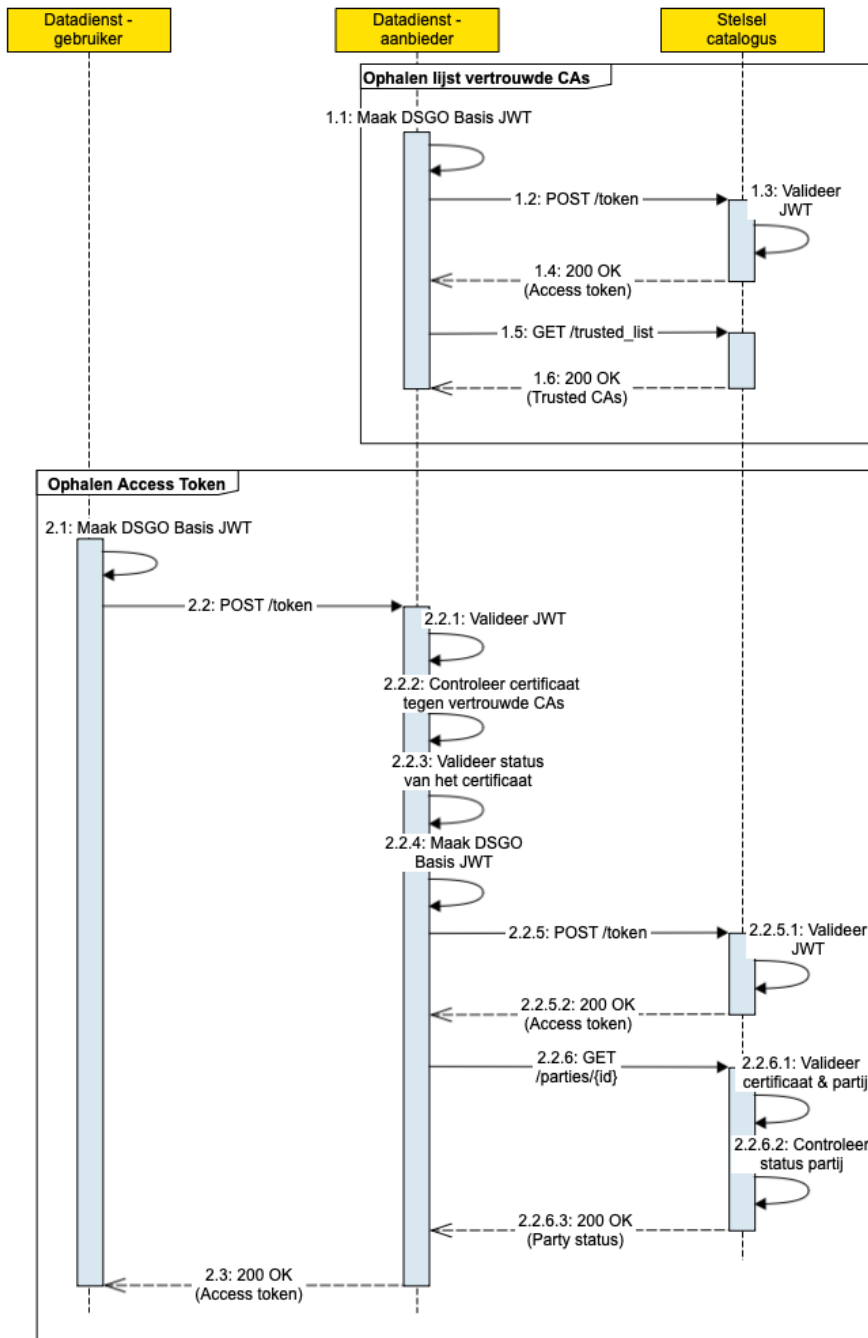 Datadienst -
gebruiker
Datadienst -
aanbieder
Stelsel
catalogus
Ophalen lijst vertrouwde CAs
1.1: Maak DSGO Basis JWT
1.2: POST /token
1.3: Valideer
JWT
1.4: 200 OK
(Access token)
1.5: GET /trusted_list
1.6: 200 OK
(Trusted CAs)
Ophalen Access Token
2.1: Maak DSGO Basis JWT
2.2: POST /token
2.2.1: Valideer JWT
2.2.2: Controleer certificaat
tegen vertrouwde CAs
2.2.3: Valideer status
van het certificaat
2.2.4: Maak DSGO
Basis JWT
2.2.5: POST /token
2.2.5.1: Valideer
JWT
2.2.5.2: 200 OK
(Access token)
2.2.6: GET
/parties/{id}
2.2.6.1: Valideer
certificaat & partij
2.2.6.2: Controleer
status partij
2.2.6.3: 200 OK
(Party status)
2.3: 200 OK
(Access token)